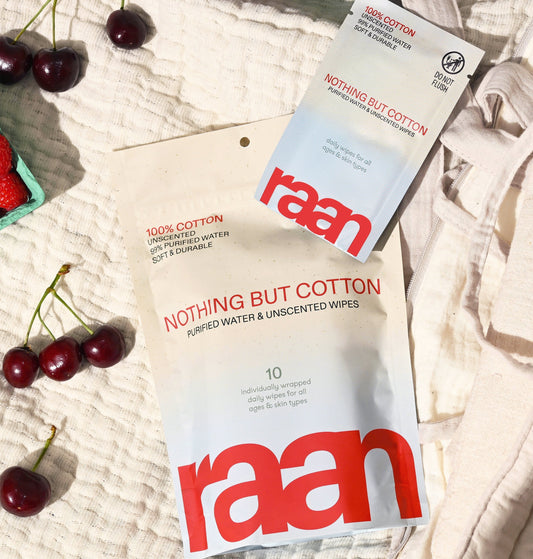 100% COTTON
UNSCENTED
99% PURIFIED WATER
SOFT & DURABLE
DO NOT
FLUSH
NOTHING BUT COTTON
PURIFIED WATER & UNSCENTED WIPES
daily wipes for all
ages & skin types
raan
100% COTTON
UNSCENTED
99% PURIFIED WATER
SOFT & DURABLE
NOTHING BUT COTTON
PURIFIED WATER & UNSCENTED WIPES
10
individually wrapped
daily wipes for all
ages & skin types
raan